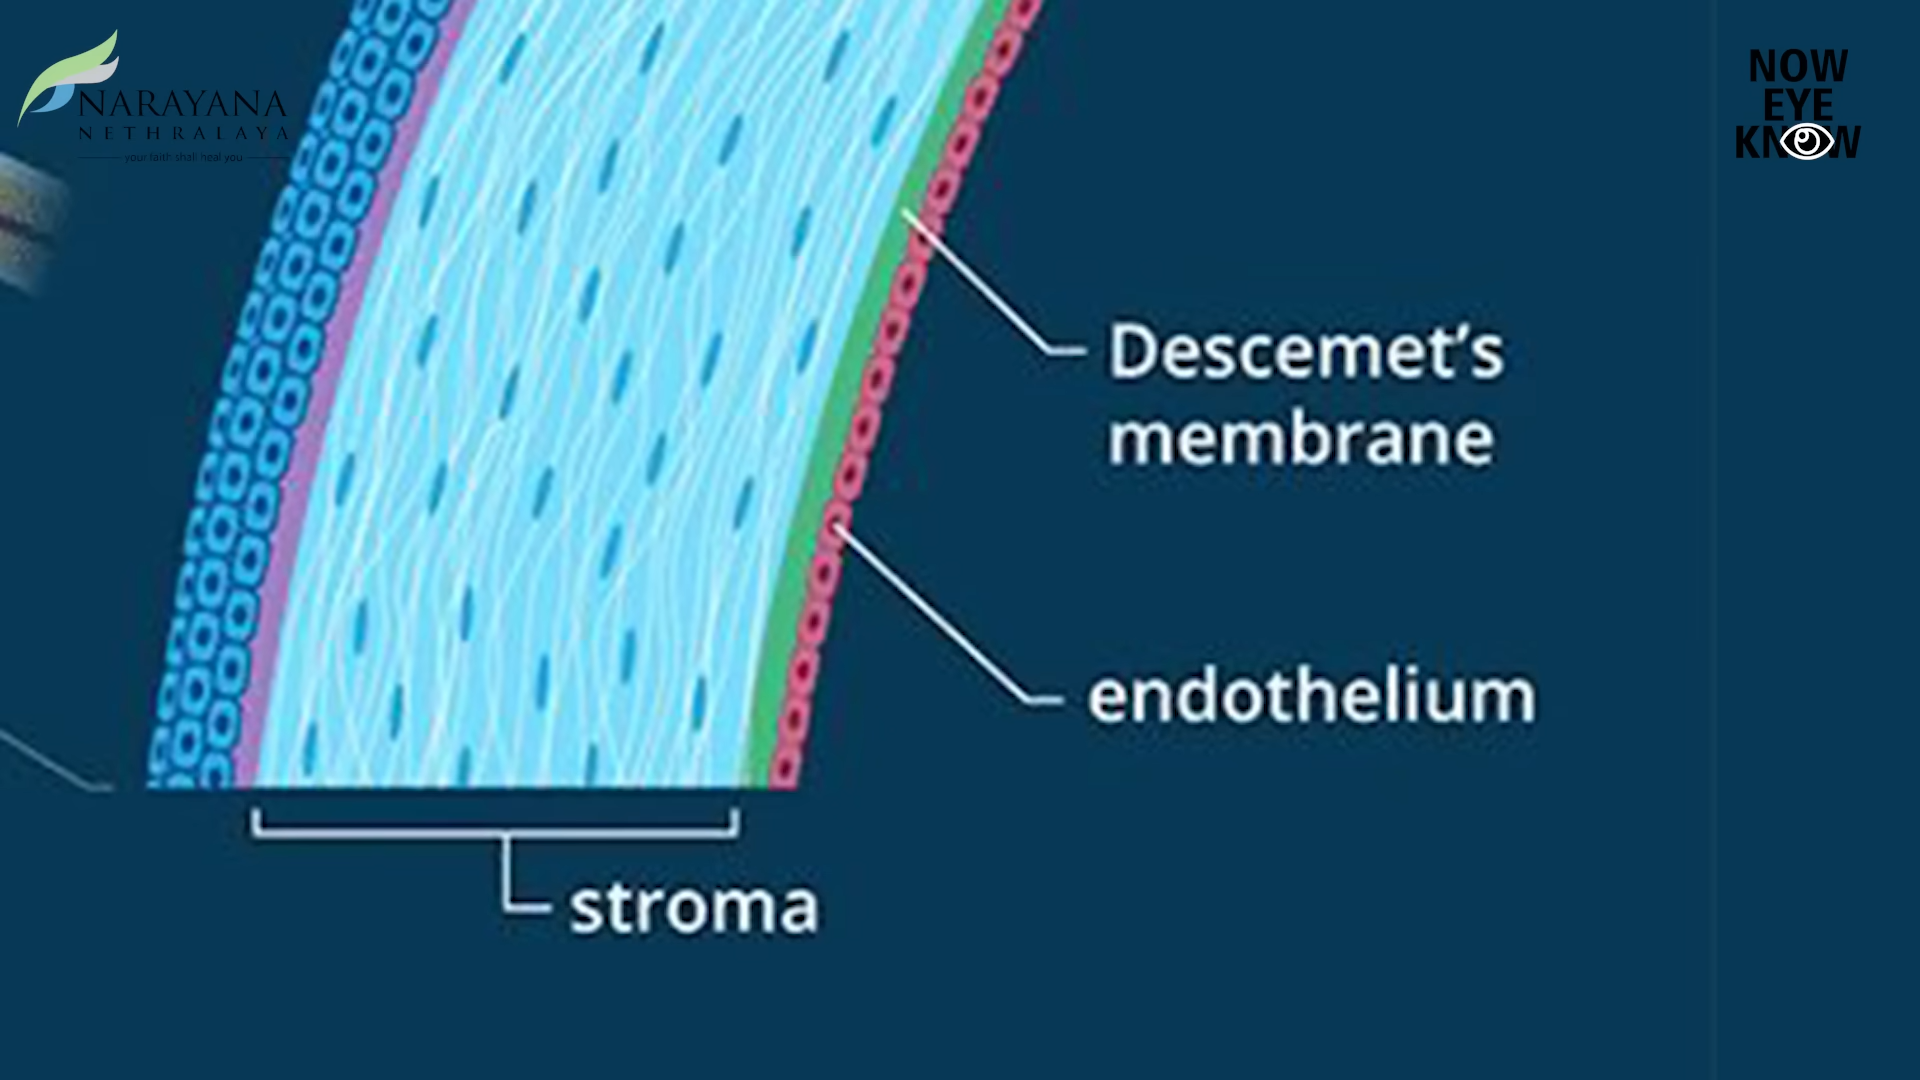 NARAYANA
NETHRALAYA
your faith shall heal you
NOW
EYE
KNOW
Descemet's
membrane
endothelium
stroma